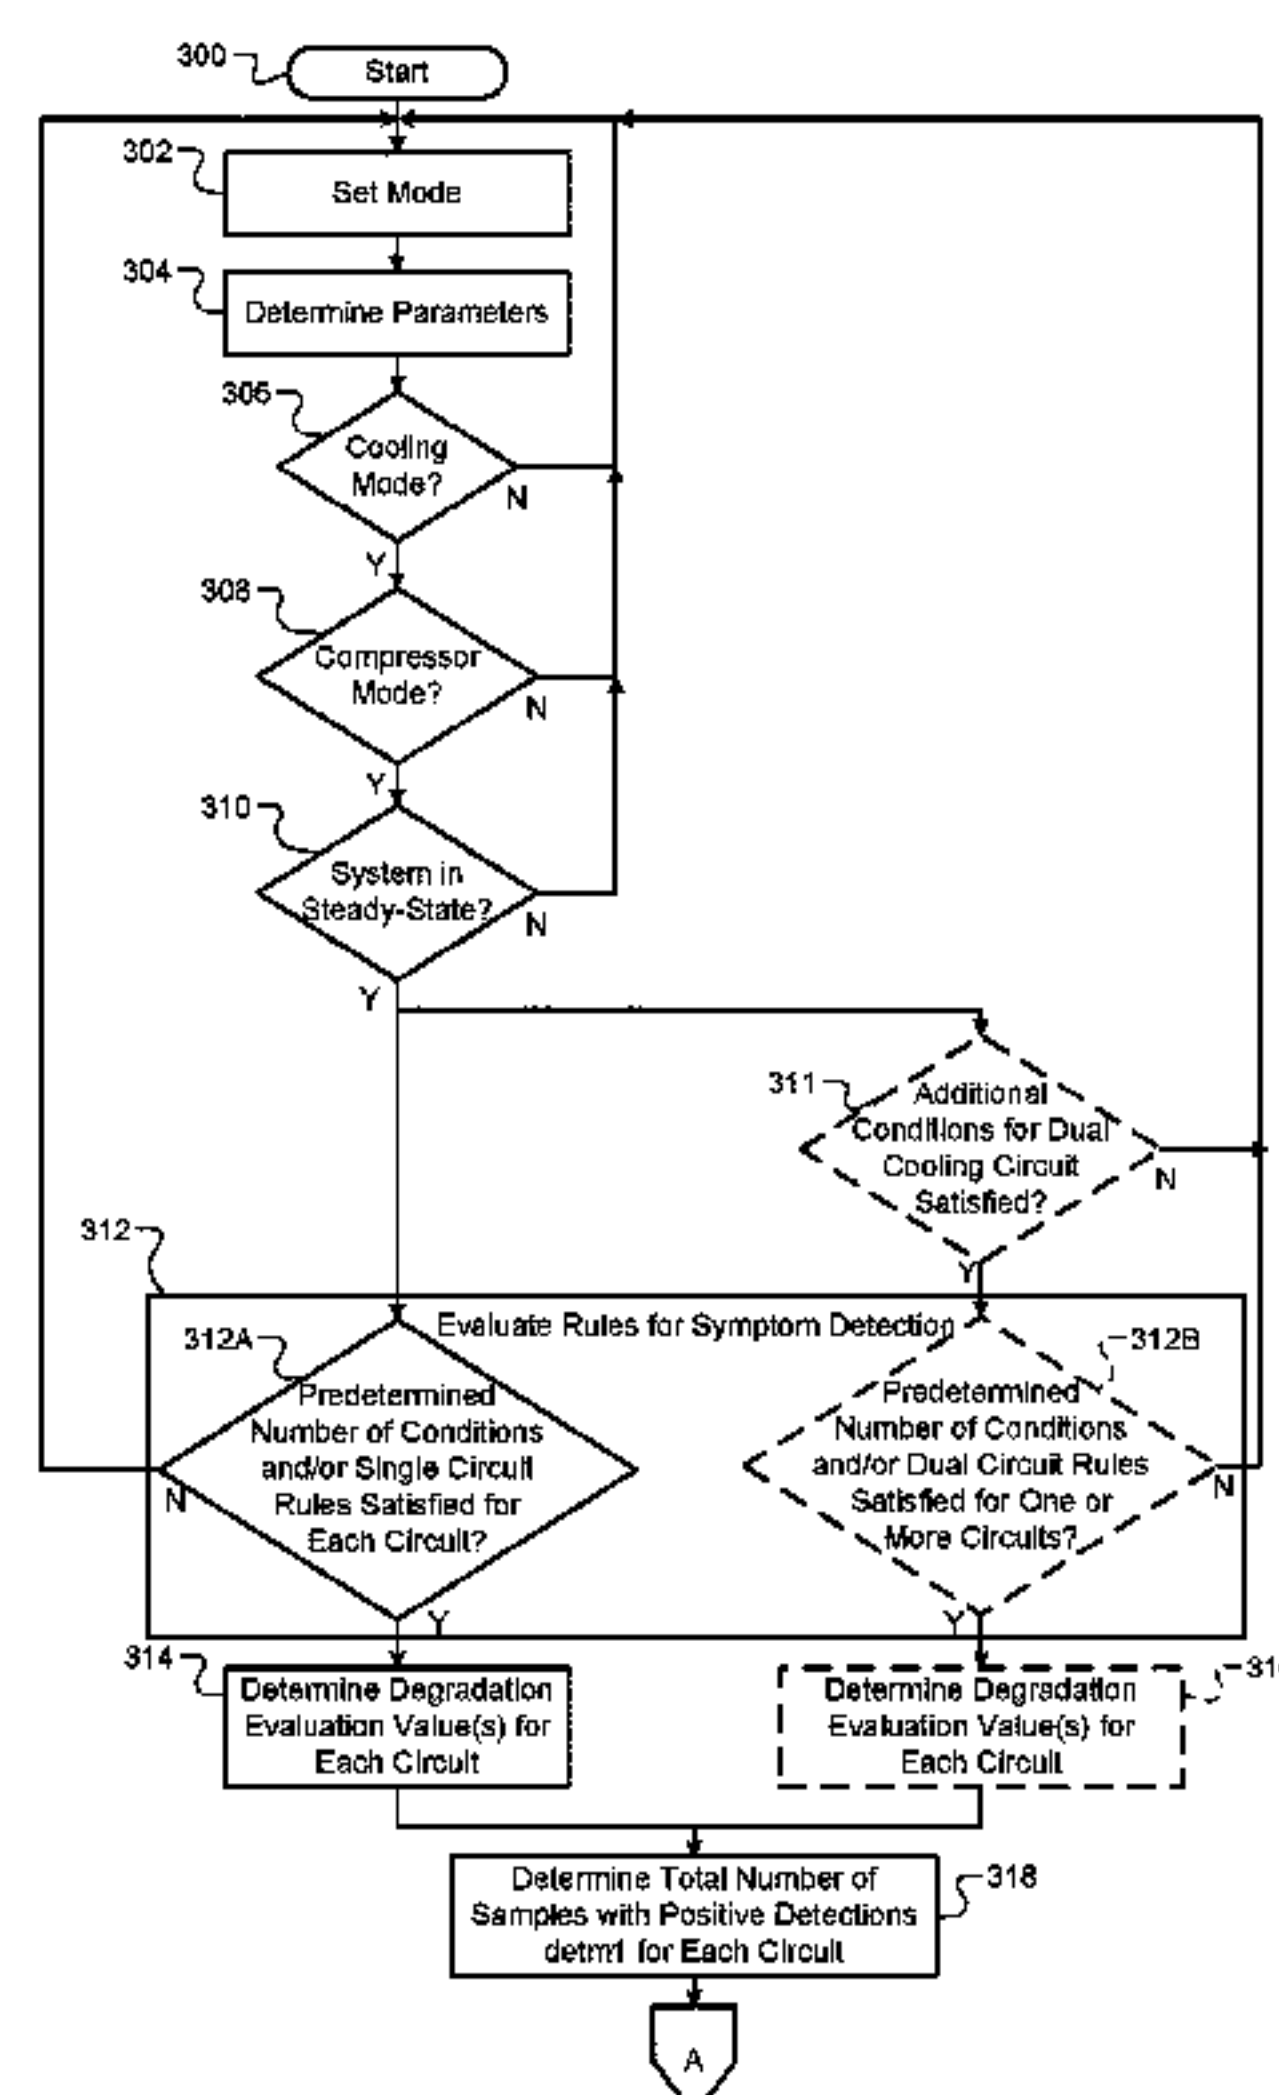 300
Start
302
Set Mode
304
Determine Parameters
306
Cooling
Mode?
N
Y
308
Compressor
Mode?
N
Y
310
System in
Steady-State?
N
Y
311
Additional
Conditions for Dual
Cooling Circuit
Satisfied?
N
Y
312
Evaluate Rules for Symptom Detection
312A
Predetermined
Number of Conditions
and/or Single Circuit
Rules Satisfied for
Each Circuit?
N
Y
312B
Predetermined
Number of Conditions
and/or Dual Circuit Rules
Satisfied for One or
More Circuits?
N
Y
314
Determine Degradation
Evaluation Value(s) for
Each Circuit
Determine Degradation
Evaluation Value(s) for
Each Circuit
318
Determine Total Number of
Samples with Positive Detections
for Each Circuit
A